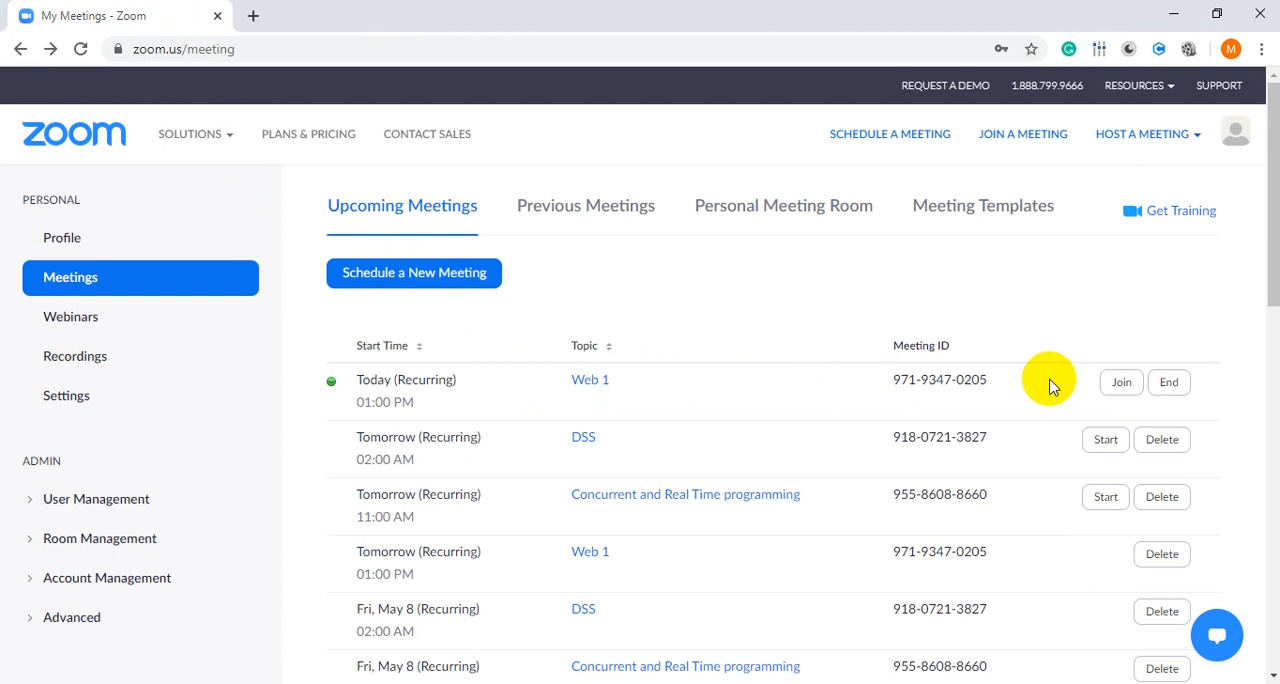 My Meetings - Zoom
zoom.us/meeting
M
REQUEST A DEMO 1.888.799.9666 RESOURCES SUPPORT
zoom SOLUTIONS PLANS & PRICING CONTACT SALES SCHEDULE A MEETING JOIN A MEETING HOST A MEETING
PERSONAL
Profile
Meetings
Webinars
Recordings
Settings
ADMIN
User Management
Room Management
Account Management
Advanced
Upcoming Meetings Previous Meetings Personal Meeting Room Meeting Templates Get Training
Schedule a New Meeting
Start Time Topic Meeting ID
Today (Recurring) Web 1 971-9347-0205 Join End
01:00 PM
Tomorrow (Recurring) DSS 918-0721-3827 Start Delete
02:00 AM
Tomorrow (Recurring) Concurrent and Real Time programming 955-8608-8660 Start Delete
11:00 AM
Tomorrow (Recurring) Web 1 971-9347-0205 Delete
01:00 PM
Fri, May 8 (Recurring) DSS 918-0721-3827 Delete
02:00 AM
Fri, May 8 (Recurring) Concurrent and Real Time programming 955-8608-8660 Delete